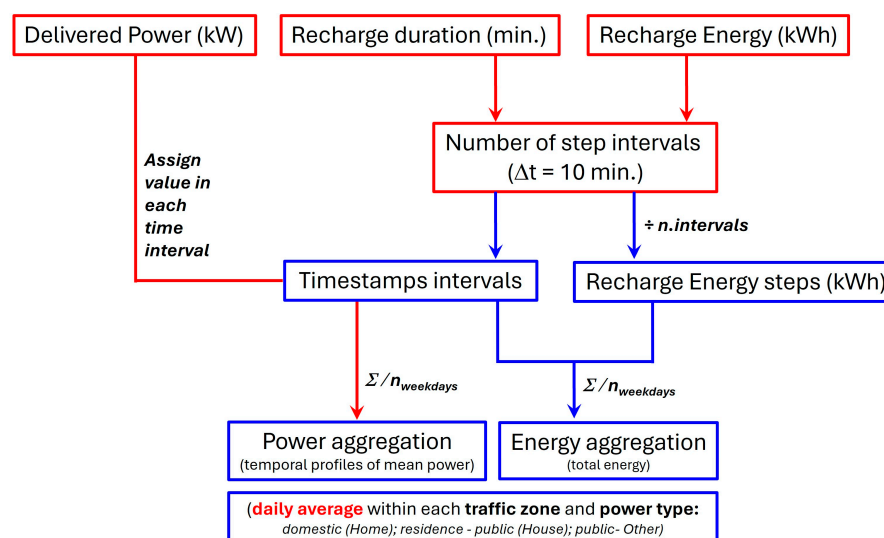 Delivered Power (kW)
Recharge duration (min.)
Recharge Energy (kWh)
Number of step intervals
(Δt = 10 min.)
Assign
value in
each
time
interval
÷ n.intervals
Timestamps intervals
Recharge Energy steps (kWh)
Σ/nweekdays
Σ/nweekdays
Power aggregation
(temporal profiles of mean power)
Energy aggregation
(total energy)
(daily average within each traffic zone and power type:
domestic (Home); residence - public (House); public- Other)